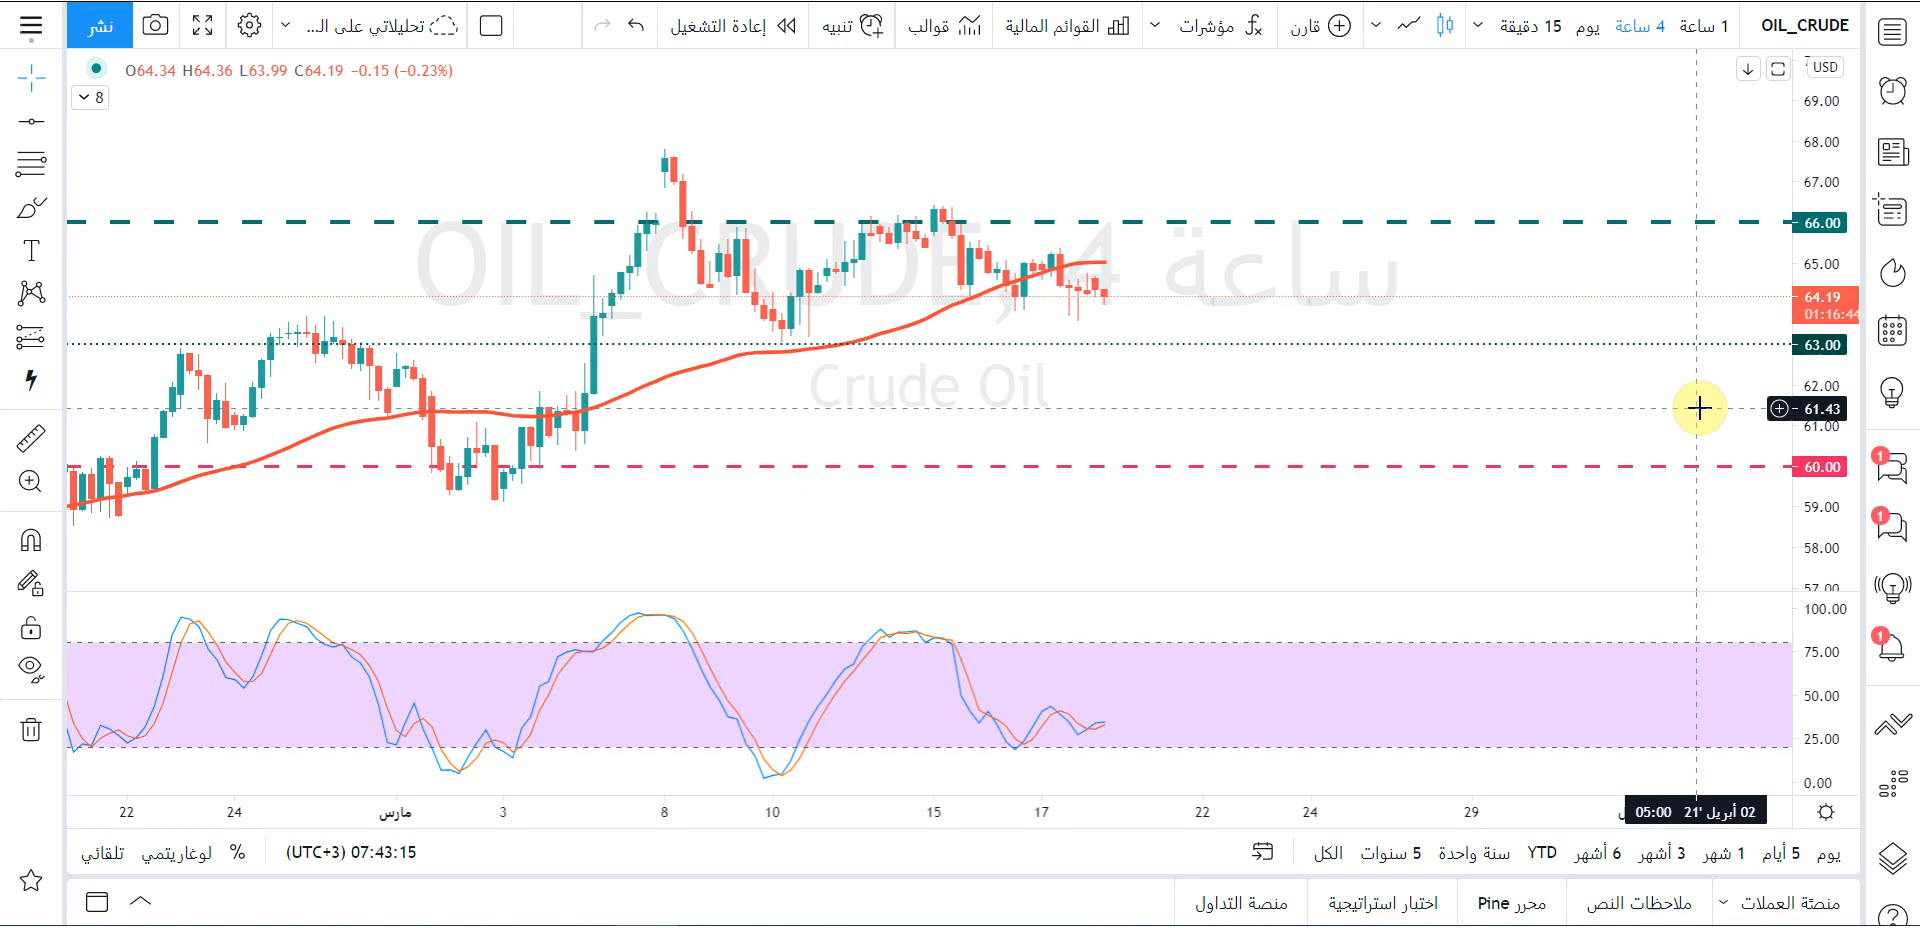 OIL_CRUDE
1 ساعة
4 ساعة
يوم
15 دقيقة
قارن
مؤشرات
القوائم المالية
قوالب
تنبيه
إعادة التشغيل
تحليلاتي على الـ...
نشر
O64.34 H64.36 L63.99 C64.19 −0.15 (−0.23%)
8
USD
OIL_CRUDE, 4 ساعة
Crude Oil
69.00
68.00
67.00
66.00
65.00
64.19
01:16:44
63.00
62.00
61.43
61.00
60.00
59.00
58.00
57.00
100.00
75.00
50.00
25.00
0.00
22
24
مارس
3
8
10
15
17
22
24
29
02 أبريل '21 05:00
يوم
5 أيام
1 شهر
3 أشهر
6 أشهر
YTD
سنة واحدة
5 سنوات
الكل
07:43:15 (UTC+3)
%
لوغاريتمي
تلقائي
منصّة العملات
ملاحظات النص
محرر Pine
اختبار استراتيجية
منصة التداول
1
1
1